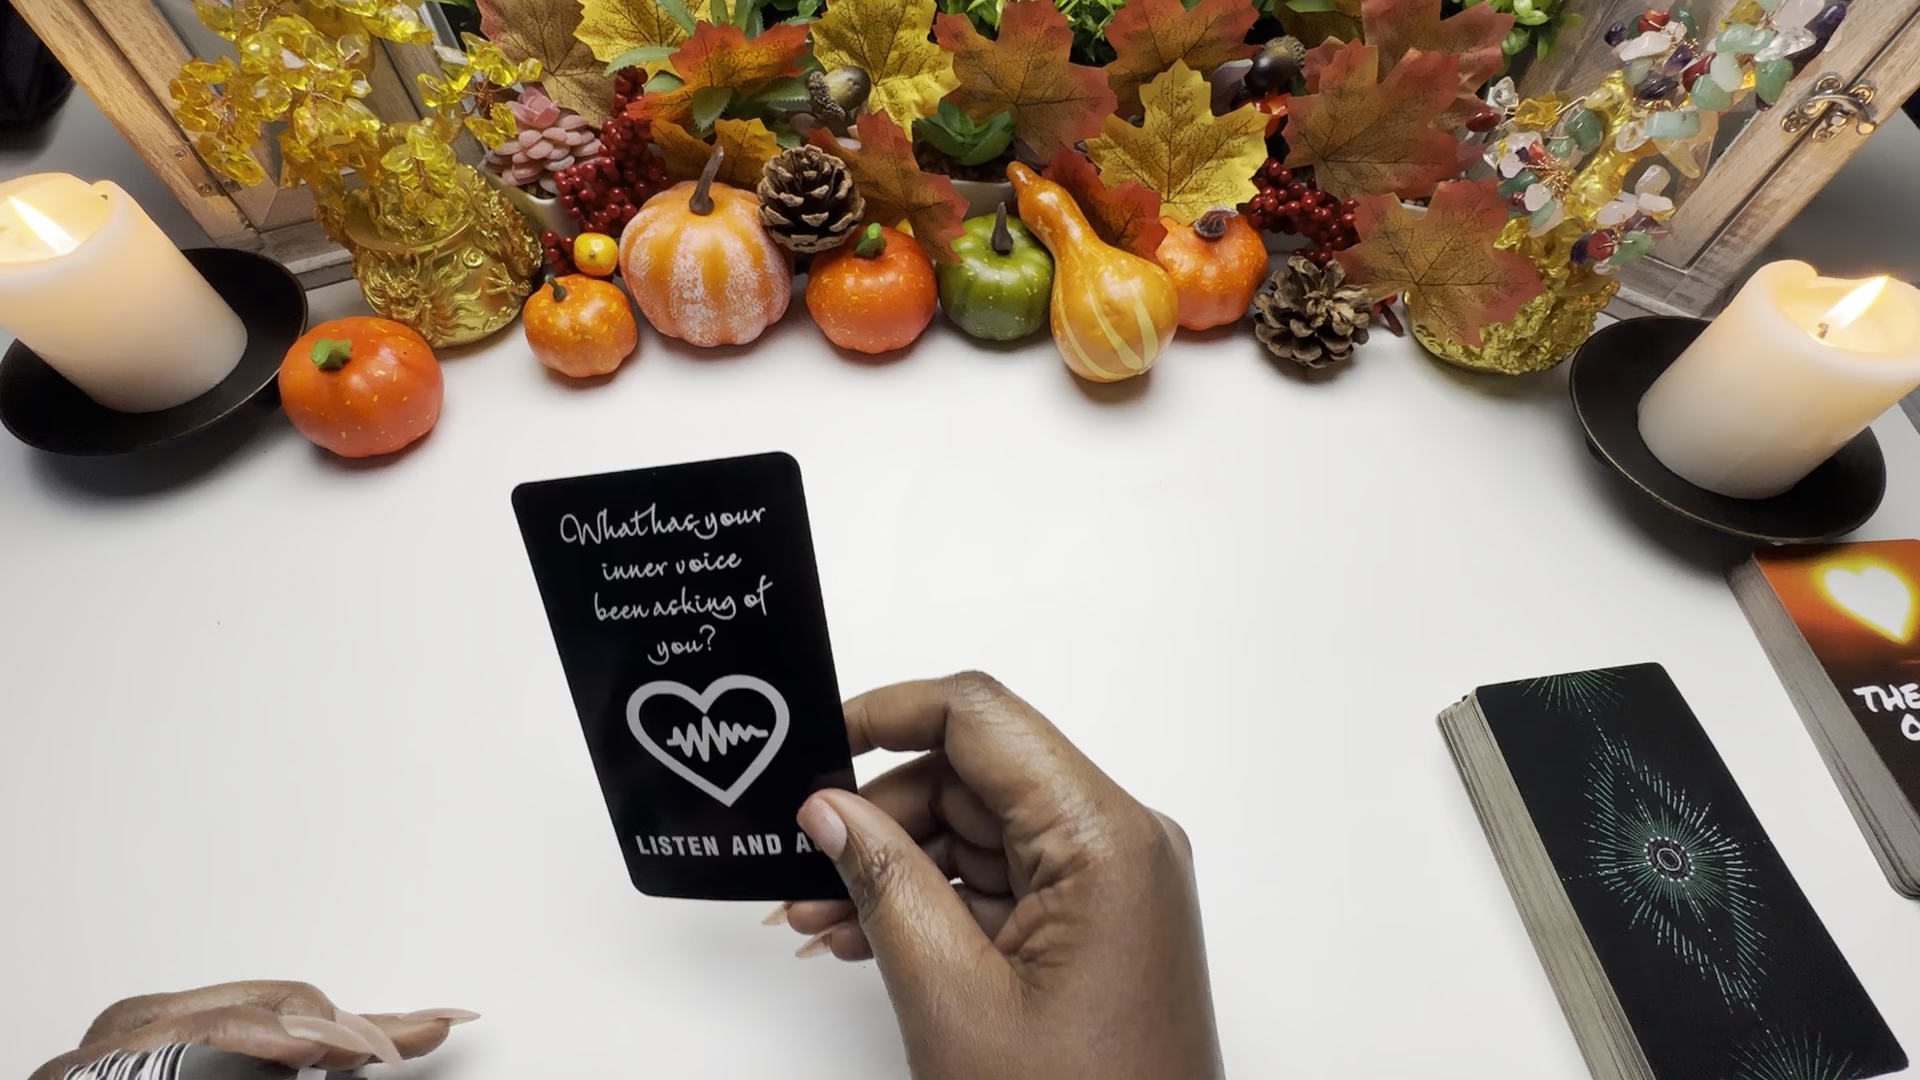 What has your
inner voice
been asking of
you?
LISTEN AND
THE